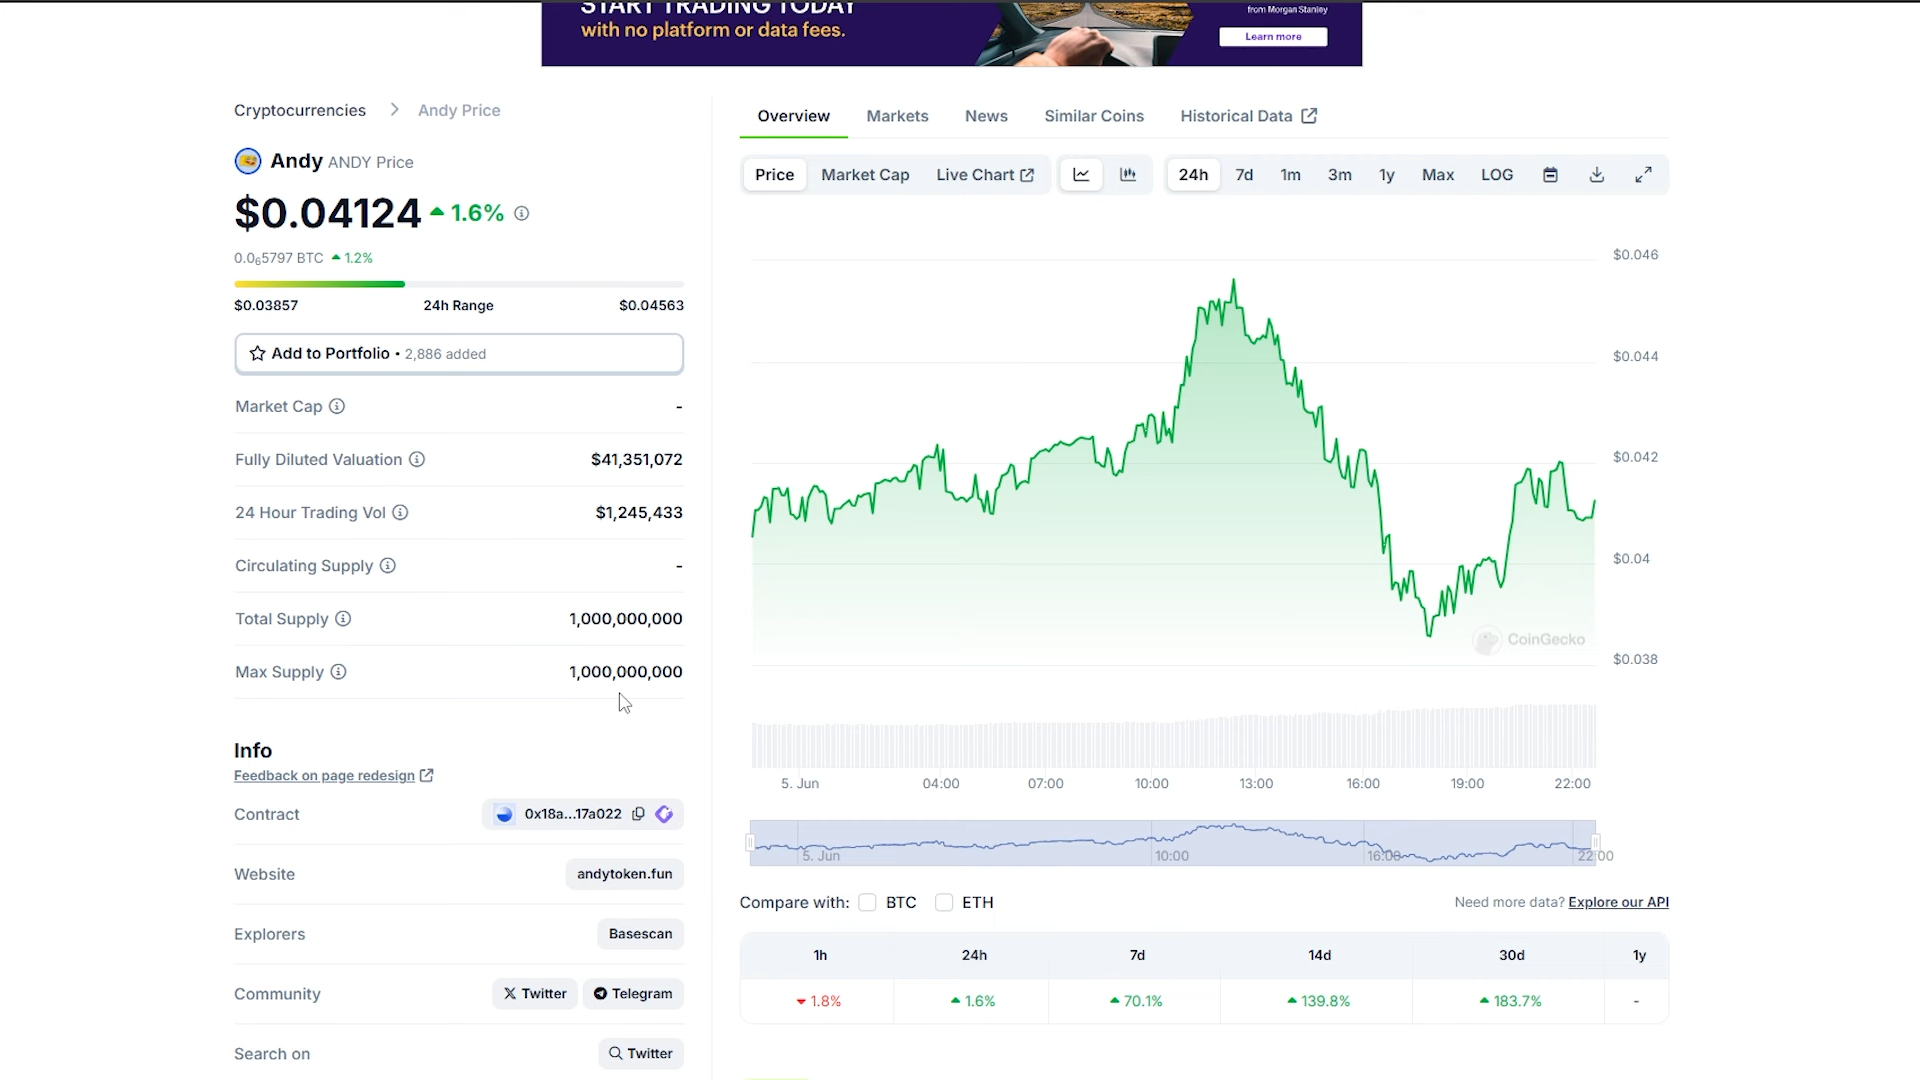 START TRADING TODAY
with no platform or data fees.
from Morgan Stanley
Learn more
Cryptocurrencies > Andy Price
Andy ANDY Price
$0.04124 1.6%
0.0₆5797 BTC 1.2%
$0.03857 24h Range $0.04563
Add to Portfolio • 2,886 added
Market Cap -
Fully Diluted Valuation $41,351,072
24 Hour Trading Vol $1,245,433
Circulating Supply -
Total Supply 1,000,000,000
Max Supply 1,000,000,000
Info
Feedback on page redesign
Contract 0x18a...17a022
Website andytoken.fun
Explorers Basescan
Community Twitter Telegram
Search on Twitter
Overview Markets News Similar Coins Historical Data
Price Market Cap Live Chart 24h 7d 1m 3m 1y Max LOG
$0.046
$0.044
$0.042
$0.04
$0.038
CoinGecko
5. Jun 04:00 07:00 10:00 13:00 16:00 19:00 22:00
5. Jun 10:00 16:00 22:00
Compare with: BTC ETH
Need more data? Explore our API
1h 24h 7d 14d 30d 1y
1.8% 1.6% 70.1% 139.8% 183.7% -